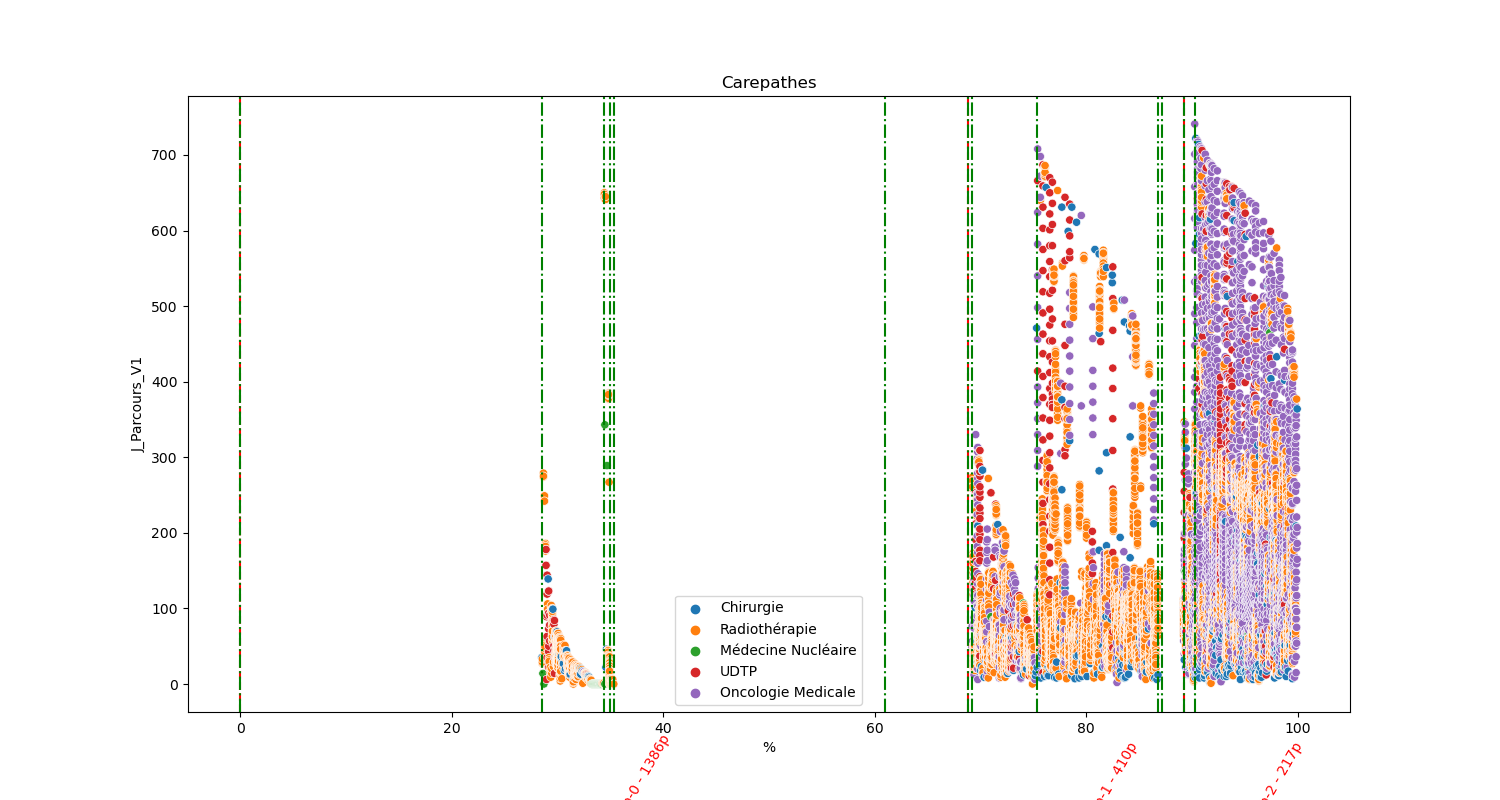 Carepathes
J_Parcours_V1
700
600
500
400
300
200
100
0
Chirurgie
Radiothérapie
Médecine Nucléaire
UDTP
Oncologie Medicale
0 20 40 60 80 100
%
-0 - 1386p
-1 - 410p
-2 - 217p